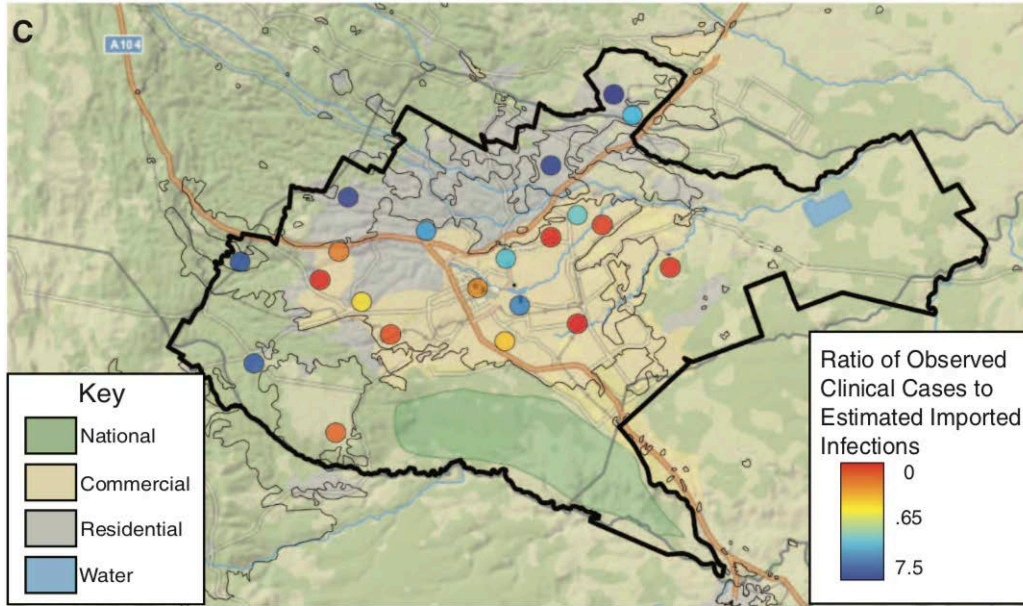 C
A104
Key
National
Commercial
Residential
Water
Ratio of Observed
Clinical Cases to
Estimated Imported
Infections
0
.65
7.5